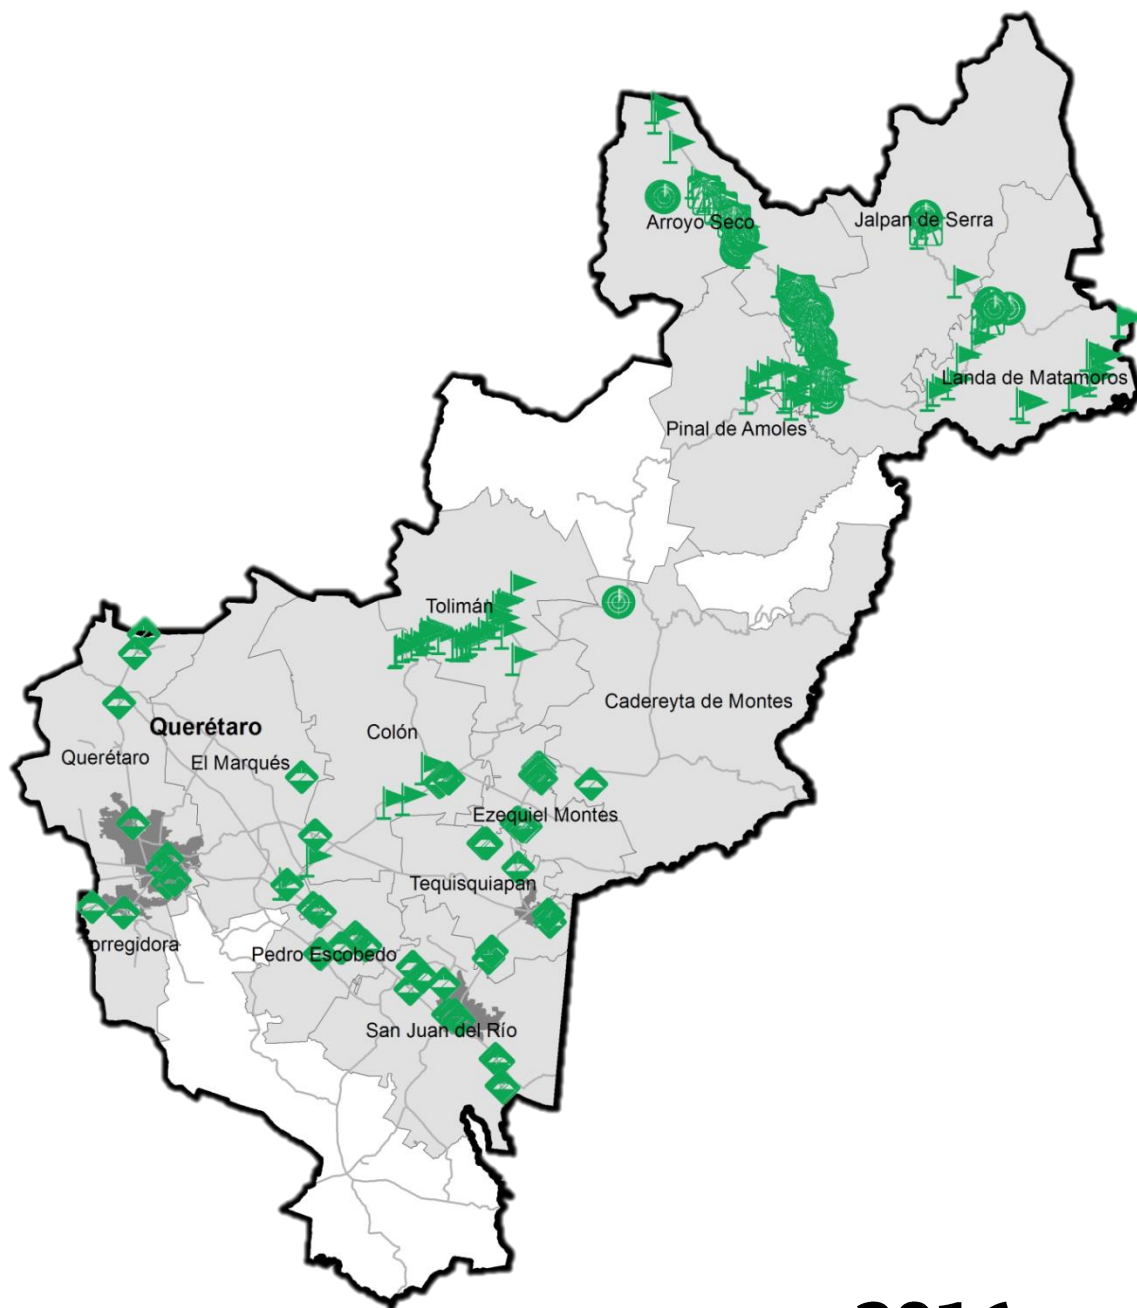 Arroyo Seco
Jalpan de Serra
Landa de Matamoros
Pinal de Amoles
Tolimán
Cadereyta de Montes
Querétaro
Colón
Querétaro
El Marqués
Ezequiel Montes
Tequisquiapan
orregidora
Pedro Escobedo
San Juan del Río